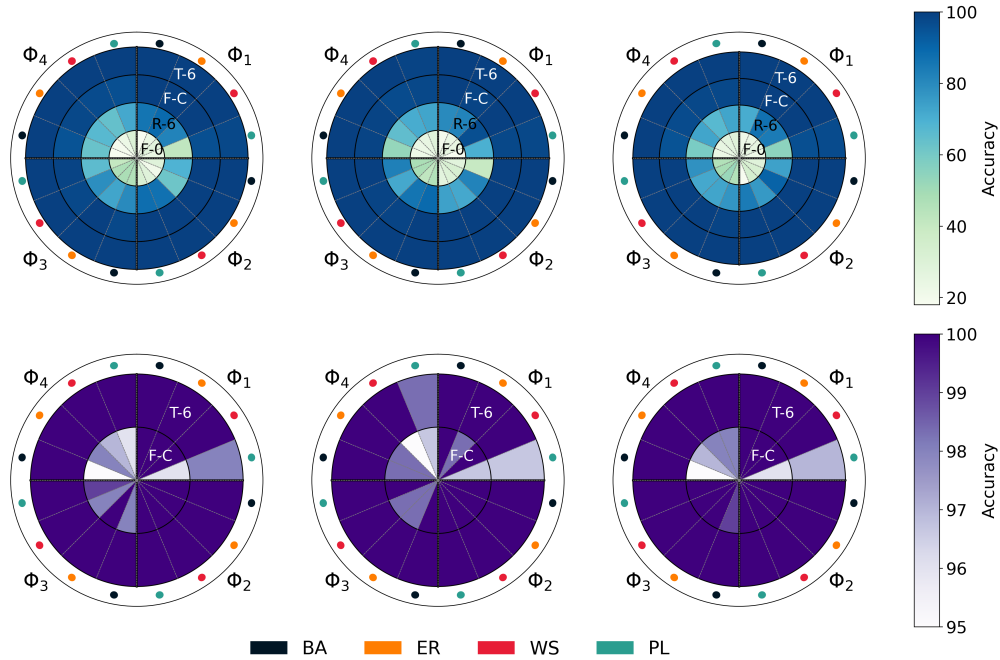 Φ4 Φ1 Φ4 Φ1 Φ4 Φ1
T-6 T-6 T-6
F-C F-C F-C
R-6 R-6 R-6
F-0 F-0 F-0
Φ3 Φ2 Φ3 Φ2 Φ3 Φ2
100
80
60
40
20
Accuracy
Φ4 Φ1 Φ4 Φ1 Φ4 Φ1
T-6 T-6 T-6
F-C F-C F-C
Φ3 Φ2 Φ3 Φ2 Φ3 Φ2
100
99
98
97
96
95
Accuracy
BA ER WS PL